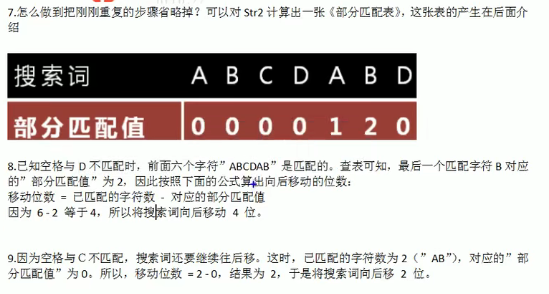 7.怎么做到把刚刚重复的步骤省略掉？可以对 Str2 计算出一张《部分匹配表》，这张表的产生在后面介
绍
搜索词 A B C D A B D
部分匹配值 0 0 0 0 1 2 0
8.已知空格与 D 不匹配时，前面六个字符”ABCDAB”是匹配的。查表可知，最后一个匹配字符 B 对应
的”部分匹配值”为 2，因此按照下面的公式算出向后移动的位数：
移动位数 = 已匹配的字符数 - 对应的部分匹配值
因为 6 - 2 等于 4，所以将搜索词向后移动 4 位。
9.因为空格与Ｃ不匹配，搜索词还要继续往后移。这时，已匹配的字符数为 2（”AB”），对应的”部
分匹配值”为 0。所以，移动位数 = 2 - 0，结果为 2，于是将搜索词向后移 2 位。